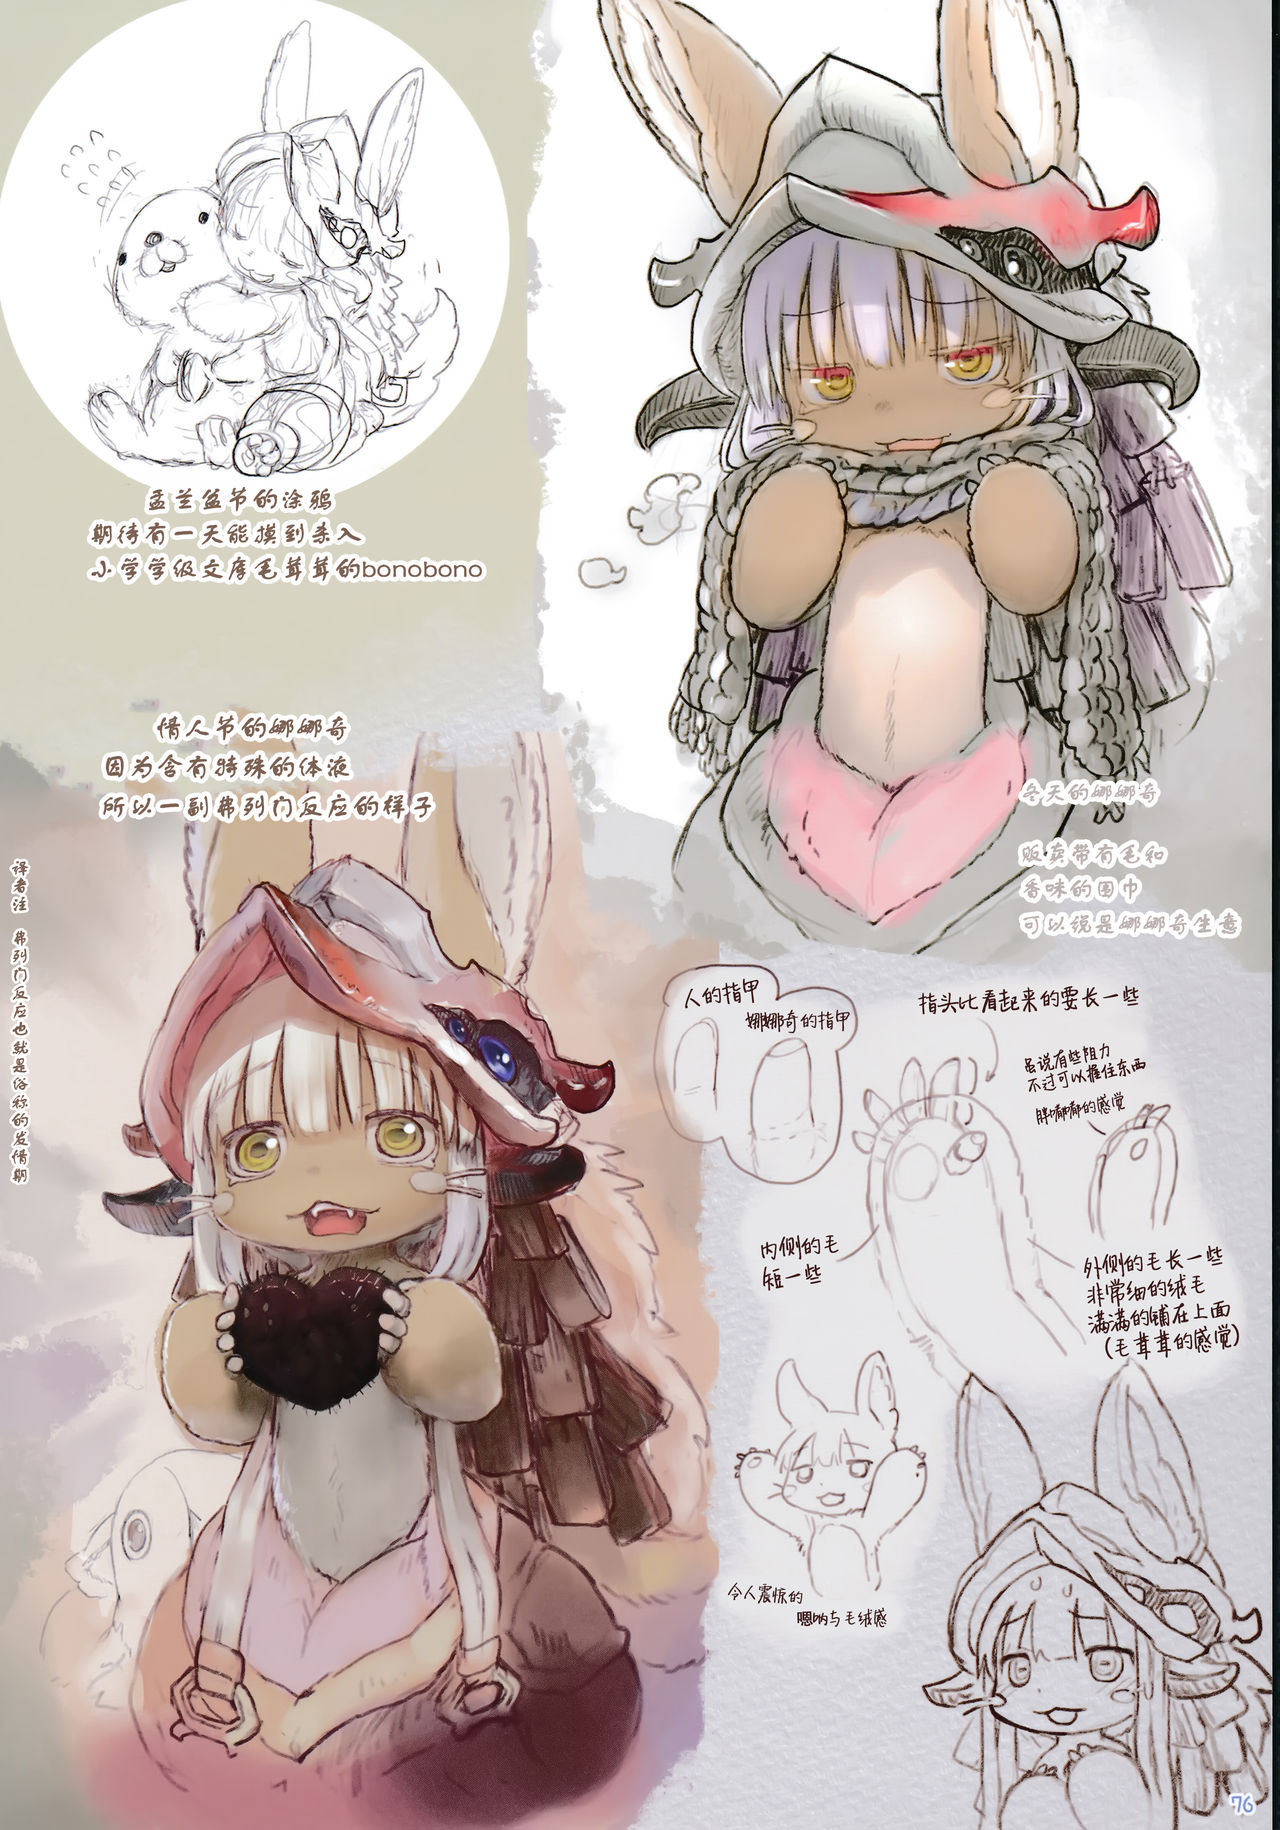 盂兰盆节的涂鸦
期待有一天能摸到杀入
小学学级文库毛茸茸的bonobono
情人节的娜娜奇
因为含有特殊的体液
所以一副弗列门反应的样子
译者注 弗列门反应也就是俗称的发情期
冬天的娜娜奇
贩卖带有毛和
香味的围巾
可以说是娜娜奇生意
人的指甲
娜娜奇的指甲
指头比看起来的要长一些
虽说有些阻力
不过可以握住东西
胖嘟嘟的感觉
内侧的毛
短一些
外侧的毛长一些
非常细的绒毛
满满的铺在上面
(毛茸茸的感觉)
令人震惊的
嗯呐与毛绒感
76